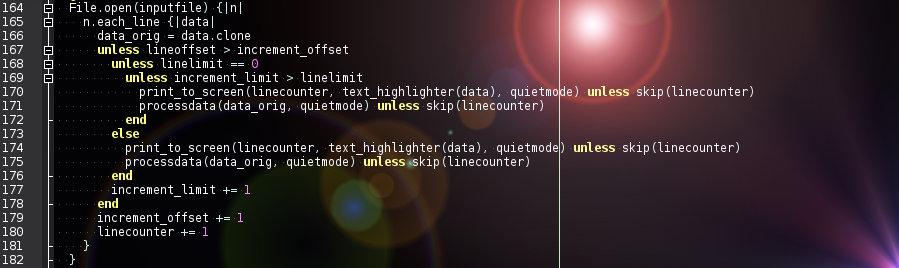 164 File.open(inputfile) {|n|
165 n.each_line {|data|
166 data_orig = data.clone
167 unless lineoffset > increment_offset
168 unless linelimit == 0
169 unless increment_limit > linelimit
170 print_to_screen(linecounter, text_highlighter(data), quietmode) unless skip(linecounter)
171 processdata(data_orig, quietmode) unless skip(linecounter)
172 end
173 else
174 print_to_screen(linecounter, text_highlighter(data), quietmode) unless skip(linecounter)
175 processdata(data_orig, quietmode) unless skip(linecounter)
176 end
177 increment_limit += 1
178 end
179 increment_offset += 1
180 linecounter += 1
181 }
182 }